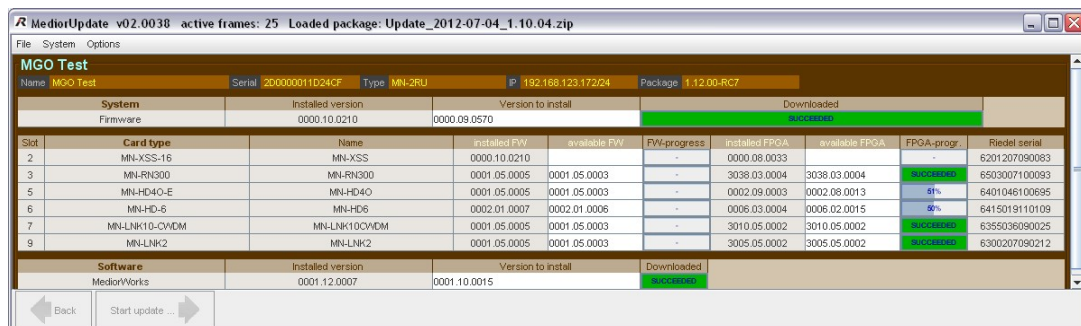 MediorUpdate v02.0038 active frames: 25 Loaded package: Update_2012-07-04_1.10.04.zip
File System Options
MGO Test
Name MGO Test Serial 2D0000011D24CF Type MN-2RU IP 192.168.123.172/24 Package 1.12.00-RC7
System Installed version Version to install Downloaded
Firmware 0000.10.0210 0000.09.0570 SUCCEEDED
Slot Card type Name installed FW available FW FW-progress installed FPGA available FPGA FPGA-progr. Riedel serial
2 MN-XSS-16 MN-XSS 0000.10.0210 - 0000.08.0033 - 6201207090083
3 MN-RN300 MN-RN300 0001.05.0005 0001.05.0003 - 3038.03.0004 3038.03.0004 SUCCEEDED 6503007100093
5 MN-HD4O-E MN-HD4O 0001.05.0005 0001.05.0003 - 0002.09.0003 0002.08.0013 51% 6401046100695
6 MN-HD-6 MN-HD6 0002.01.0007 0002.01.0006 - 0006.03.0004 0006.02.0015 50% 6415019110109
7 MN-LNK10-CWDM MN-LNK10CWDM 0001.05.0005 0001.05.0003 - 3010.05.0002 3010.05.0002 SUCCEEDED 6355036090025
9 MN-LNK2 MN-LNK2 0001.05.0005 0001.05.0003 - 3005.05.0002 3005.05.0002 SUCCEEDED 6300207090212
Software Installed version Version to install Downloaded
MediorWorks 0001.12.0007 0001.10.0015 SUCCEEDED
Back Start update ...